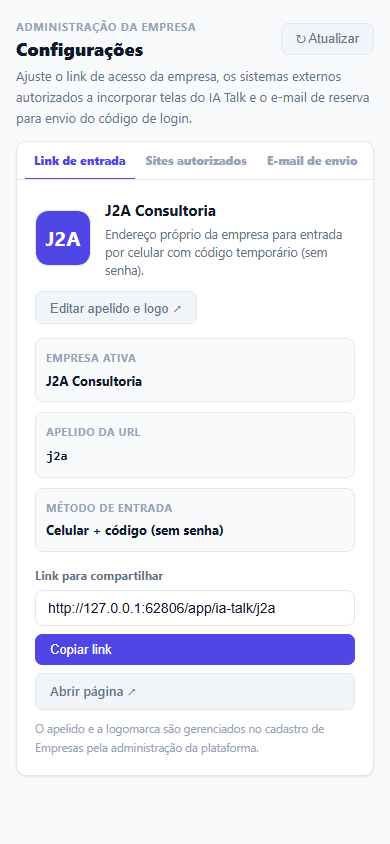 ADMINISTRAÇÃO DA EMPRESA
Configurações
↻ Atualizar
Ajuste o link de acesso da empresa, os sistemas externos
autorizados a incorporar telas do IA Talk e o e-mail de reserva
para envio do código de login.
Link de entrada
Sites autorizados
E-mail de envio
J2A
J2A Consultoria
Endereço próprio da empresa para entrada
por celular com código temporário (sem
senha).
Editar apelido e logo ↗
EMPRESA ATIVA
J2A Consultoria
APELIDO DA URL
j2a
MÉTODO DE ENTRADA
Celular + código (sem senha)
Link para compartilhar
http://127.0.0.1:62806/app/ia-talk/j2a
Copiar link
Abrir página ↗
O apelido e a logomarca são gerenciados no cadastro de
Empresas pela administração da plataforma.